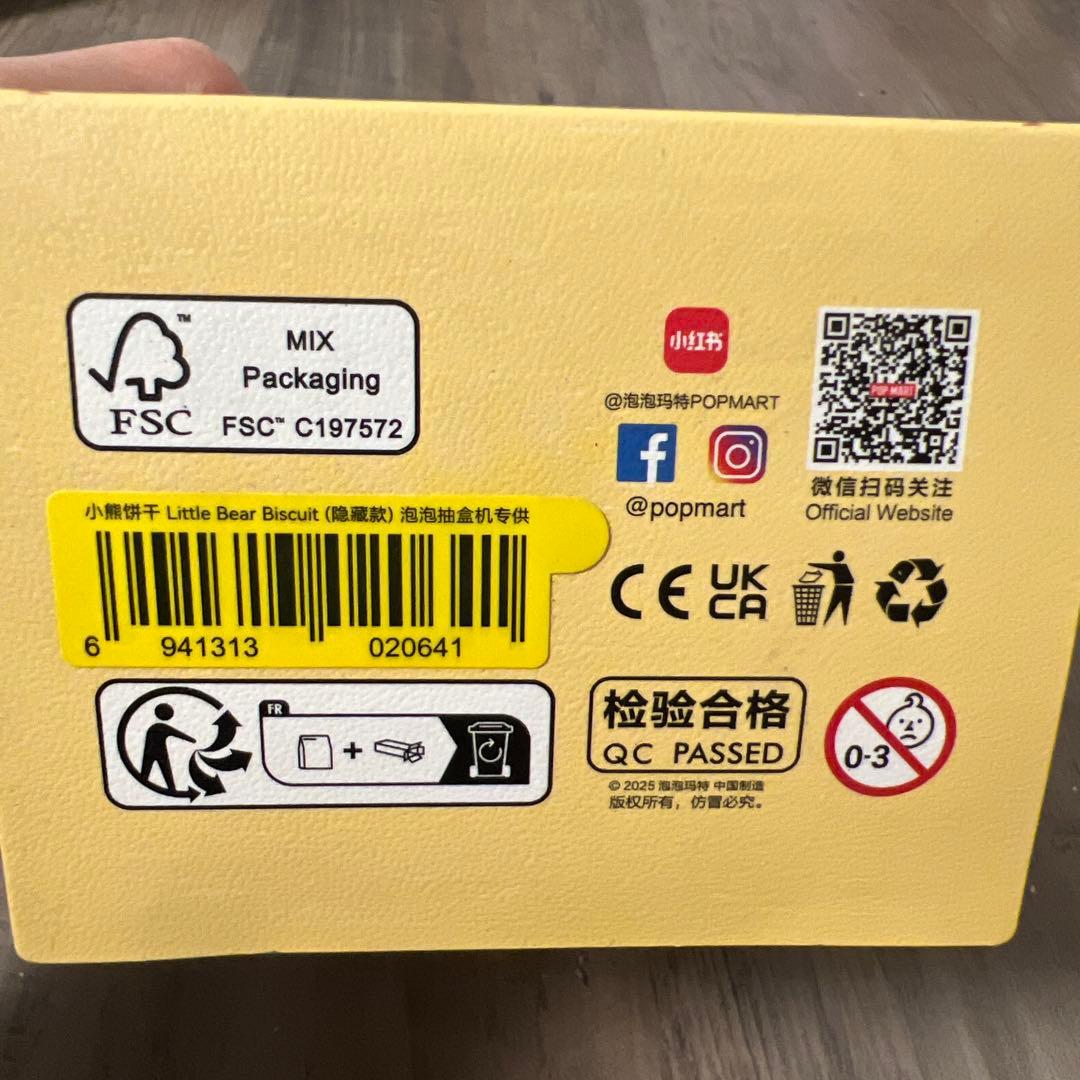 MIX
Packaging
FSC™ C197572
FSC
™
小熊饼干 Little Bear Biscuit (隐藏款) 泡泡抽盒机专供
6 941313 020641
FR
小红书
@泡泡玛特POPMART
@popmart
POP MART
微信扫码关注
Official Website
CE
UK
CA
检验合格
QC PASSED
0-3
© 2025 泡泡玛特 中国制造
版权所有，仿冒必究。